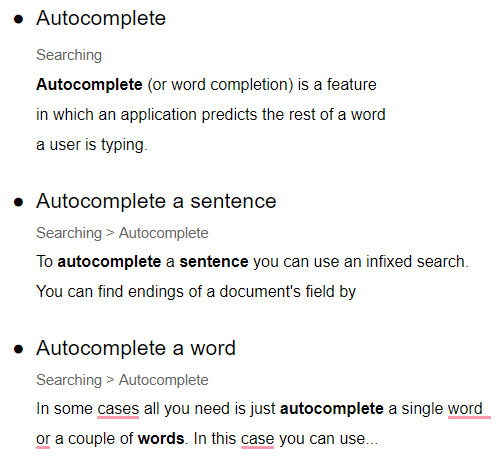 Autocomplete
Searching
Autocomplete (or word completion) is a feature
in which an application predicts the rest of a word
a user is typing.
Autocomplete a sentence
Searching > Autocomplete
To autocomplete a sentence you can use an infixed search.
You can find endings of a document's field by
Autocomplete a word
Searching > Autocomplete
In some cases all you need is just autocomplete a single word
or a couple of words. In this case you can use...